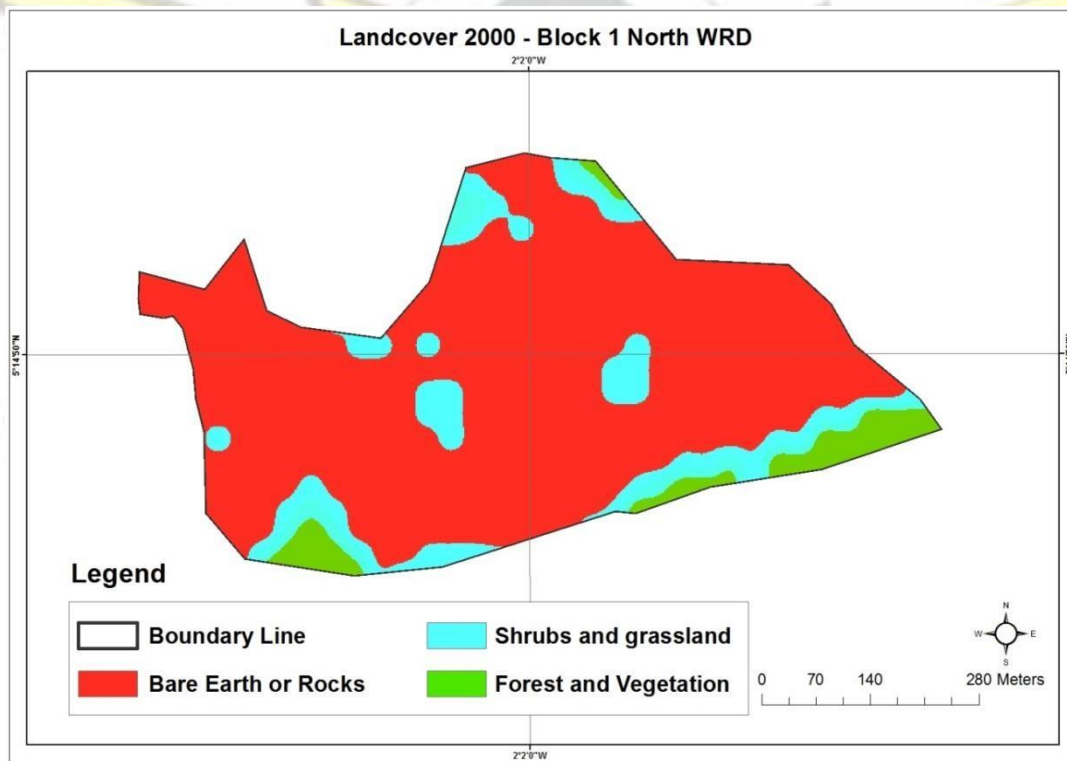 Landcover 2000 - Block 1 North WRD
2°2'0"W
5°14'50"N
Legend
Boundary Line
Shrubs and grassland
Bare Earth or Rocks
Forest and Vegetation
N
W E
S
0 70 140 280 Meters
2°2'0"W